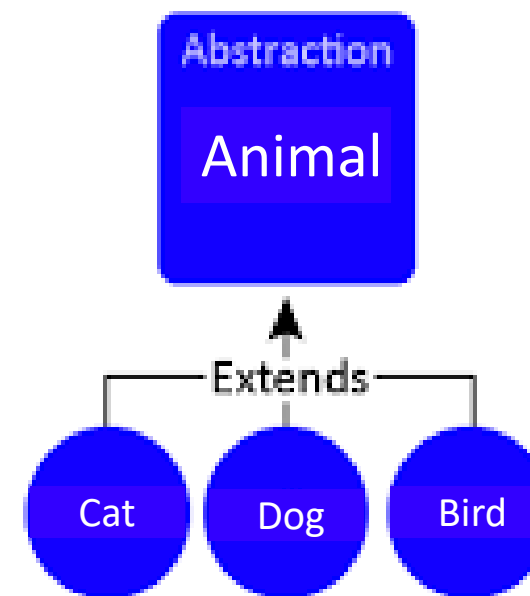 Abstraction
Animal
Extends
Cat
Dog
Bird